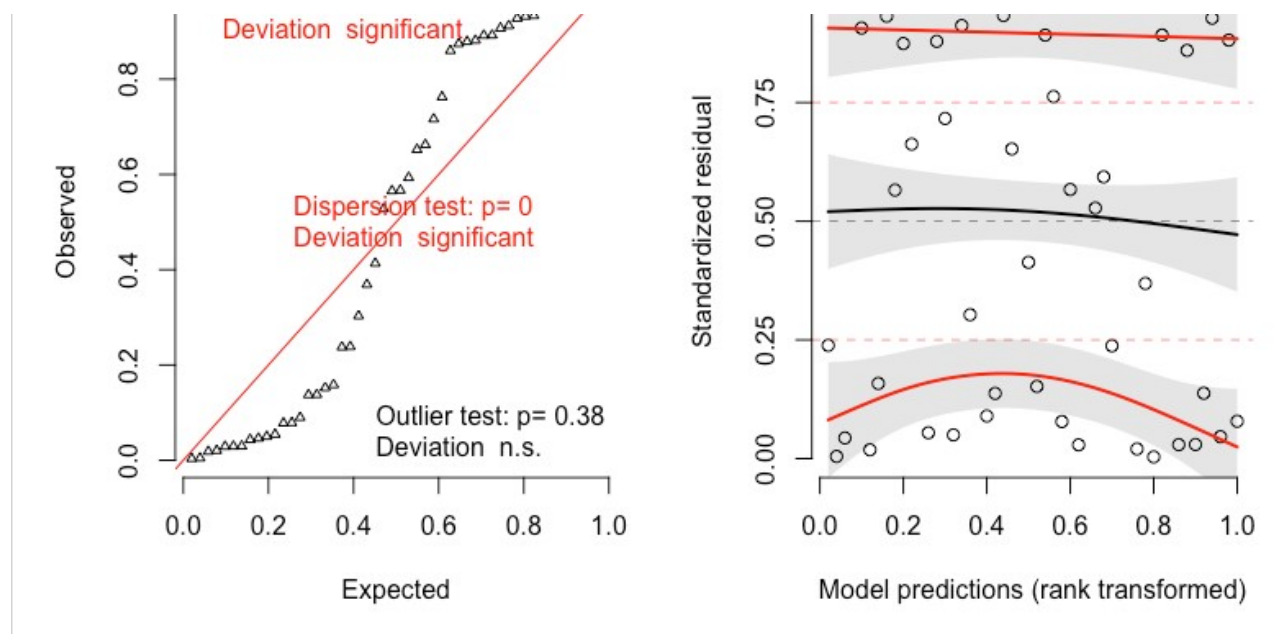 Deviation significant
Dispersion test: p= 0
Deviation significant
Outlier test: p= 0.38
Deviation n.s.
Observed
0.0
0.2
0.4
0.6
0.8
0.0 0.2 0.4 0.6 0.8 1.0
Expected
Standardized residual
0.00
0.25
0.50
0.75
0.0 0.2 0.4 0.6 0.8 1.0
Model predictions (rank transformed)